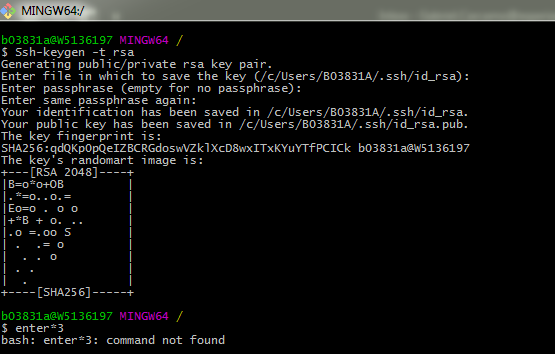 MINGW64:/
b03831a@W5136197 MINGW64 /
$ Ssh-keygen -t rsa
Generating public/private rsa key pair.
Enter file in which to save the key (/c/Users/B03831A/.ssh/id_rsa):
Enter passphrase (empty for no passphrase):
Enter same passphrase again:
Your identification has been saved in /c/Users/B03831A/.ssh/id_rsa.
Your public key has been saved in /c/Users/B03831A/.ssh/id_rsa.pub.
The key fingerprint is:
SHA256:qdQKpOpQeIZBCRGdoswVZklXcD8wxITxKYuYTfPCICk b03831a@W5136197
The key's randomart image is:
+---[RSA 2048]----+
|B=o*o+OB         |
|.*=o..o.=        |
|Eo=o . o o       |
|+*B + o. ..      |
|.o =.oo S        |
| .  .= o         |
|  . . o          |
| . .             |
|  .              |
+----[SHA256]-----+
b03831a@W5136197 MINGW64 /
$ enter*3
bash: enter*3: command not found